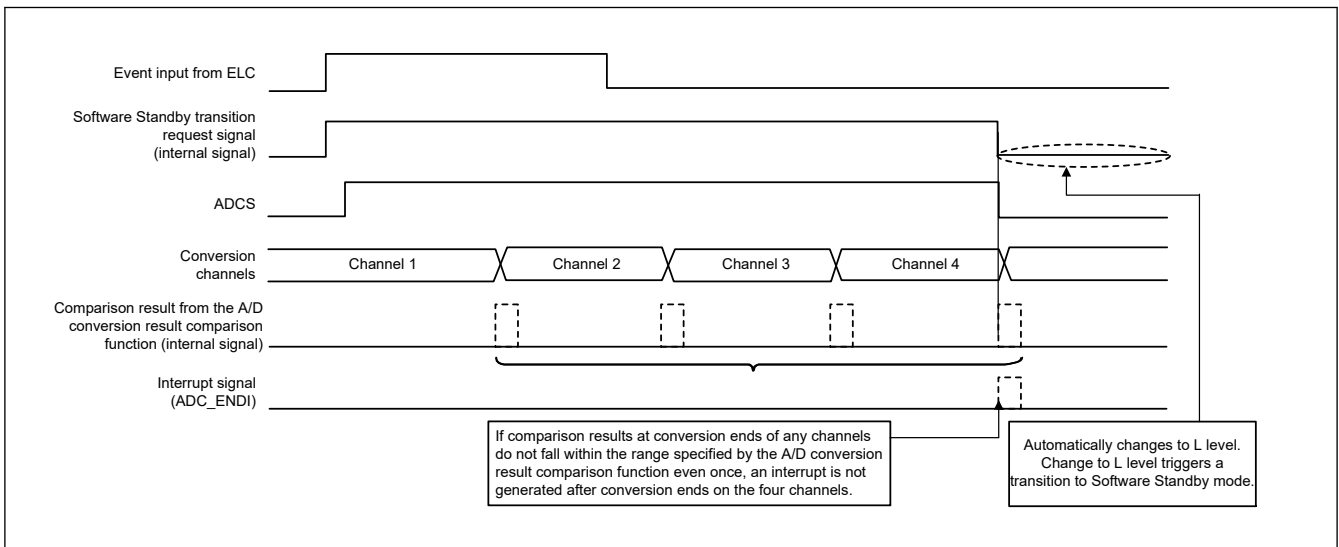 Event input from ELC
Software Standby transition
request signal
(internal signal)
ADCS
Conversion
channels
Channel 1
Channel 2
Channel 3
Channel 4
Comparison result from the A/D
conversion result comparison
function (internal signal)
Interrupt signal
(ADC_ENDI)
If comparison results at conversion ends of any channels
do not fall within the range specified by the A/D conversion
result comparison function even once, an interrupt is not
generated after conversion ends on the four channels.
Automatically changes to L level.
Change to L level triggers a
transition to Software Standby mode.